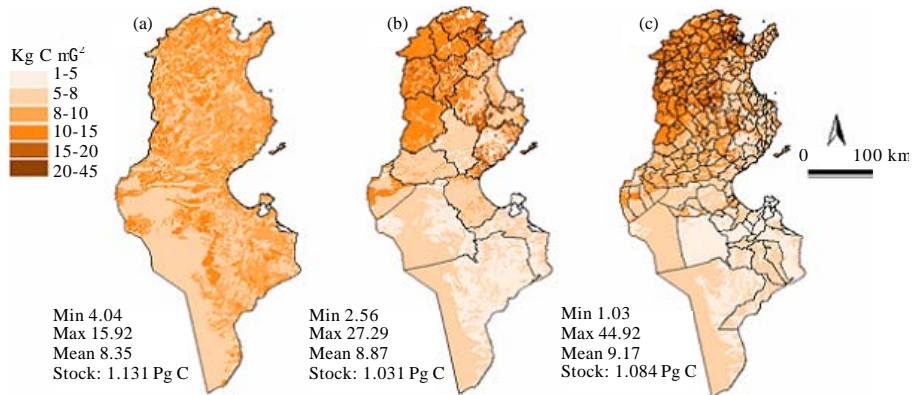 (a)
(b)
(c)
Kg C mG²
1-5
5-8
8-10
10-15
15-20
20-45
0 100 km
Min 4.04
Max 15.92
Mean 8.35
Stock: 1.131 Pg C
Min 2.56
Max 27.29
Mean 8.87
Stock: 1.031 Pg C
Min 1.03
Max 44.92
Mean 9.17
Stock: 1.084 Pg C